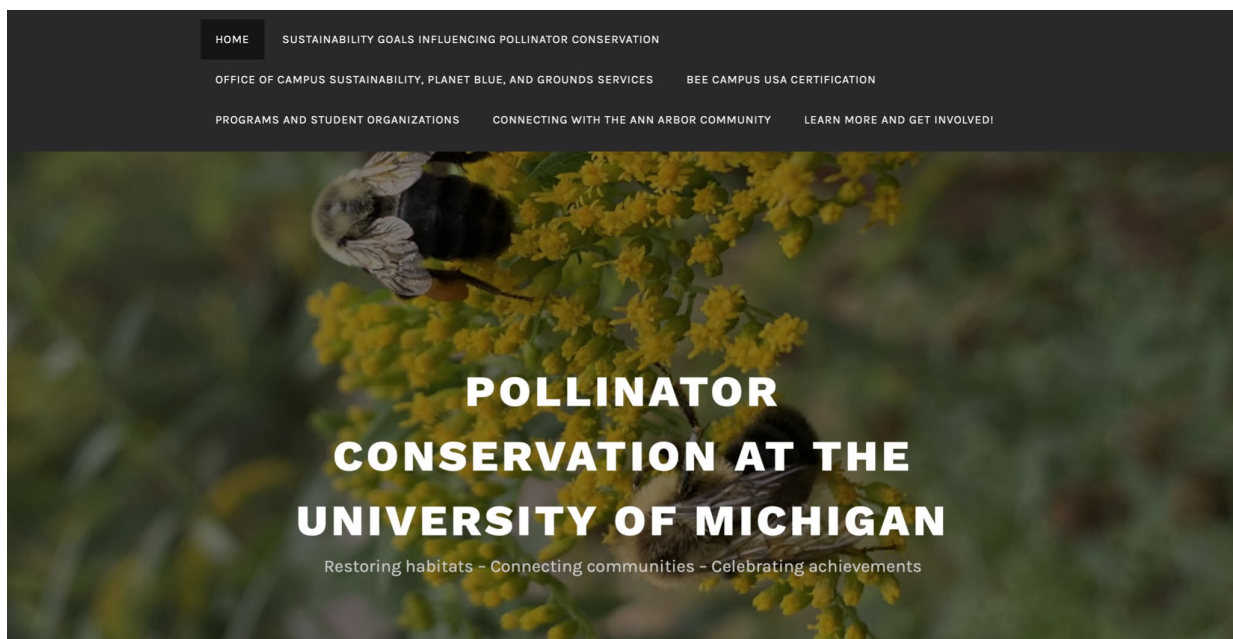 HOME SUSTAINABILITY GOALS INFLUENCING POLLINATOR CONSERVATION
OFFICE OF CAMPUS SUSTAINABILITY, PLANET BLUE, AND GROUNDS SERVICES BEE CAMPUS USA CERTIFICATION
PROGRAMS AND STUDENT ORGANIZATIONS CONNECTING WITH THE ANN ARBOR COMMUNITY LEARN MORE AND GET INVOLVED!
POLLINATOR
CONSERVATION AT THE
UNIVERSITY OF MICHIGAN
Restoring habitats – Connecting communities – Celebrating achievements